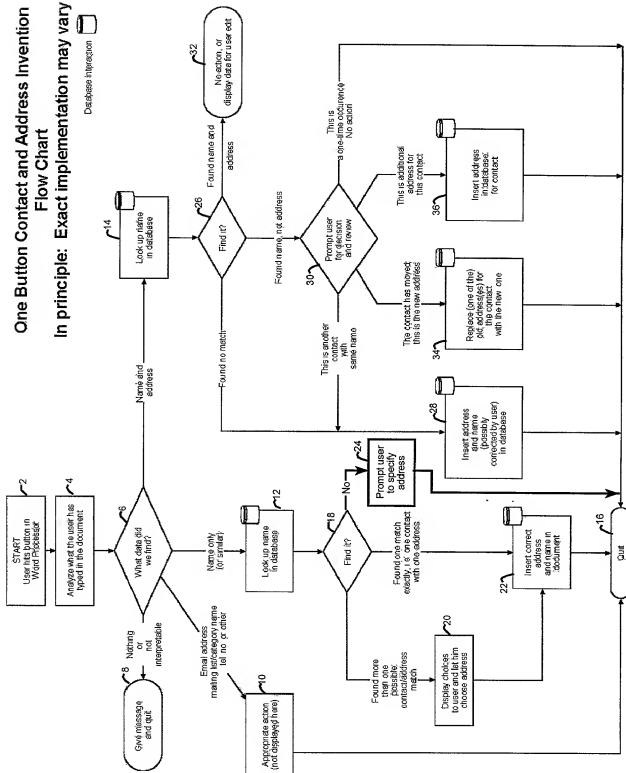 One Button Contact and Address Invention
Flow Chart
In principle: Exact implementation may vary
Database Interaction
2
START
User hits button in
Word Processor
4
Analyze what the user has
typed in the document
6
What data did
we find?
Nothing
or
not
interpretable
8
Give message
and quit
Email address
mailing list/category name
tel no. or other
10
Appropriate action
(not displayed here)
Name only
(or similar)
12
Look up name
in database
Name and
address
14
Look up name
in database
18
Find it?
No
24
Prompt user
to specify
address
Found more
than one
possible
contact/address
match
20
Display choices
to user and let him
choose address
Found one match
exactly, i.e. one contact
with one address
22
Insert correct
address
and name in
document
16
Quit
26
Find it?
Found name and
address
32
No action, or
display data for user edit
Found no match
Found name, not address
30
Prompt user
for decision
and review
This is another
contact
with
same name
28
Insert address
and name
(possibly
corrected by user)
in database
The contact has moved;
this is the new address
34
Replace (one of the)
old address(es) for
the contact
with the new one
This is additional
address for
this contact
36
Insert address
in database
for contact
This is
a one-time occurence
No action